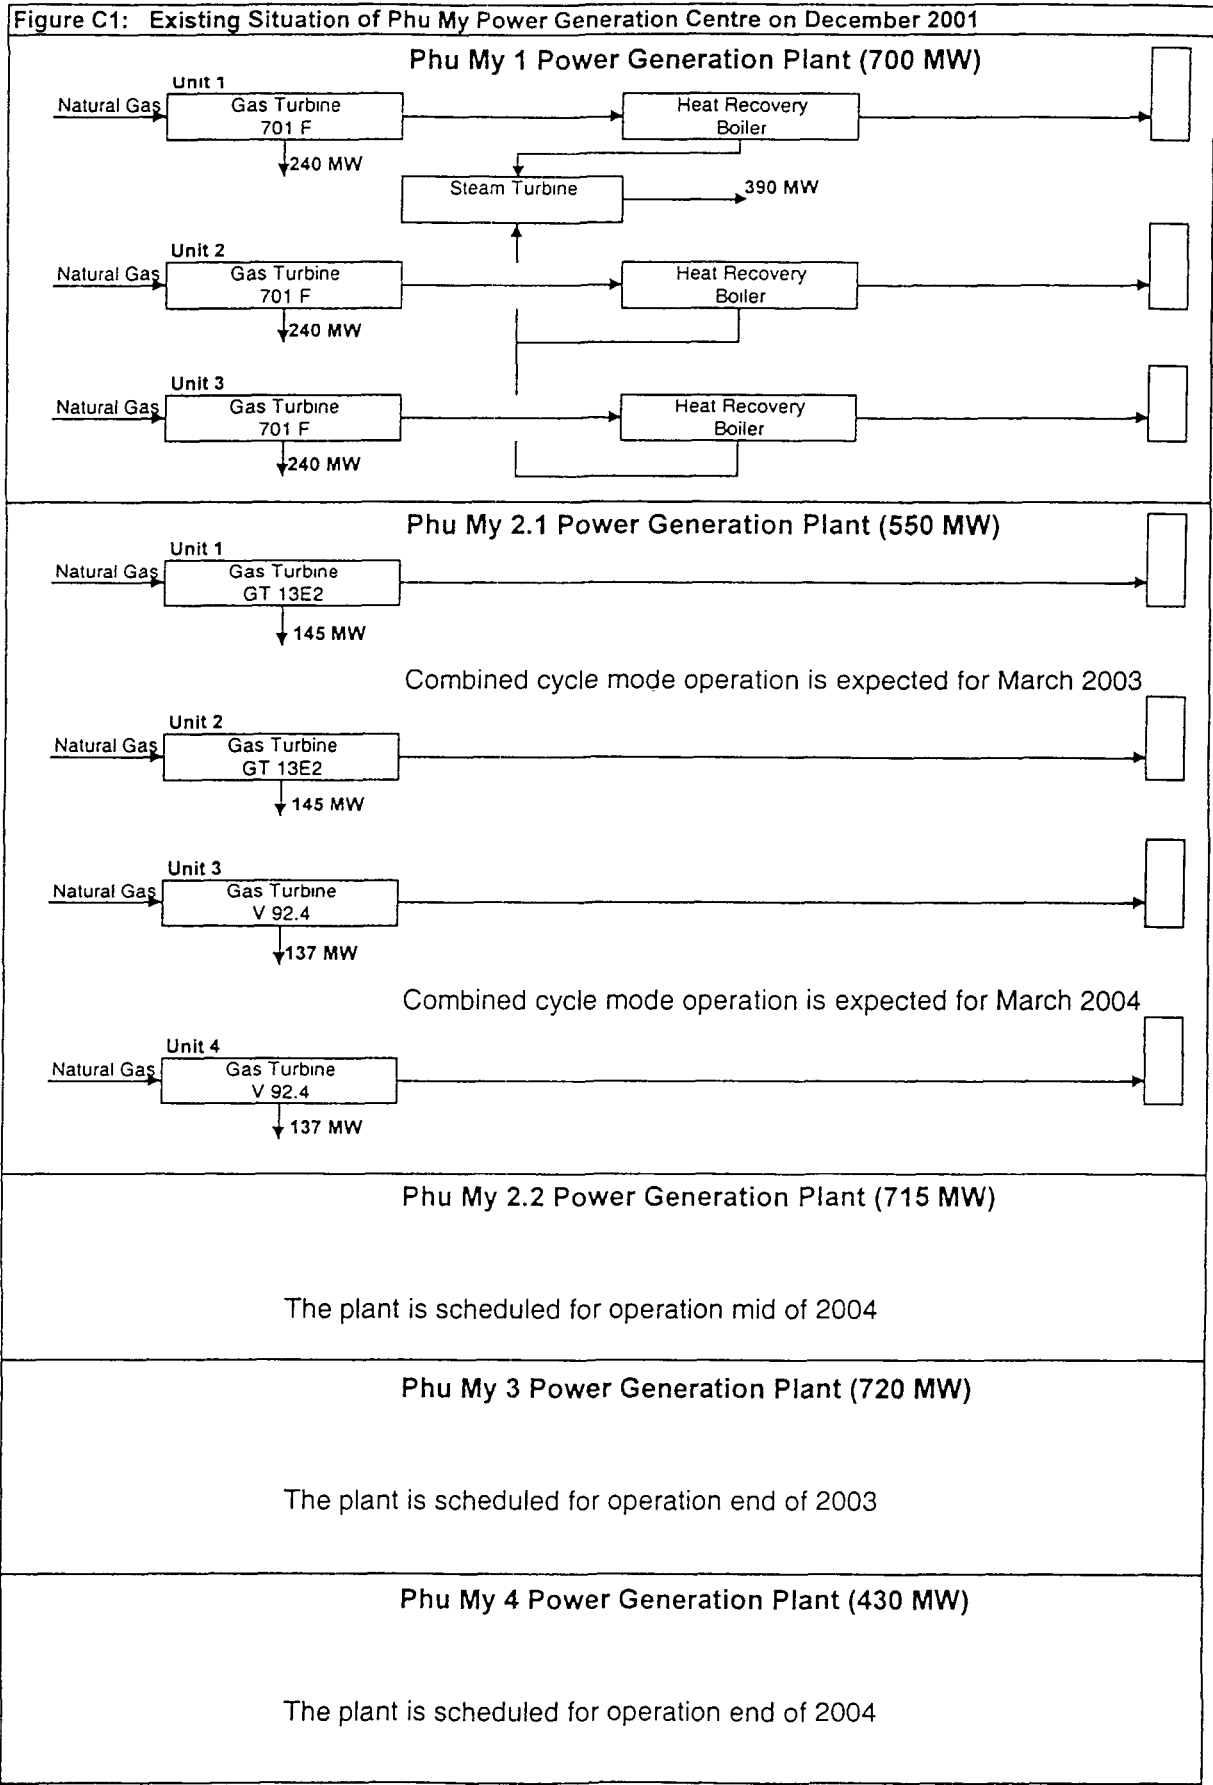 Figure C1: Existing Situation of Phu My Power Generation Centre on December 2001
Phu My 1 Power Generation Plant (700 MW)
Unit 1
Natural Gas
Gas Turbine
701 F
Heat Recovery
Boiler
240 MW
Steam Turbine
390 MW
Unit 2
Natural Gas
Gas Turbine
701 F
Heat Recovery
Boiler
240 MW
Unit 3
Natural Gas
Gas Turbine
701 F
Heat Recovery
Boiler
240 MW
Phu My 2.1 Power Generation Plant (550 MW)
Unit 1
Natural Gas
Gas Turbine
GT 13E2
145 MW
Combined cycle mode operation is expected for March 2003
Unit 2
Natural Gas
Gas Turbine
GT 13E2
145 MW
Unit 3
Natural Gas
Gas Turbine
V 92.4
137 MW
Combined cycle mode operation is expected for March 2004
Unit 4
Natural Gas
Gas Turbine
V 92.4
137 MW
Phu My 2.2 Power Generation Plant (715 MW)
The plant is scheduled for operation mid of 2004
Phu My 3 Power Generation Plant (720 MW)
The plant is scheduled for operation end of 2003
Phu My 4 Power Generation Plant (430 MW)
The plant is scheduled for operation end of 2004